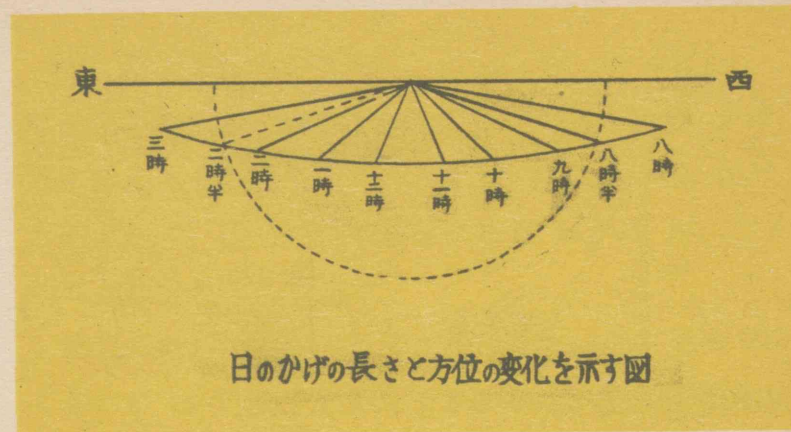 東
西
三時
二時半
二時
一時
十二時
十一時
十時
九時
八時半
八時
日のかげの長さと方位の変化を示す図